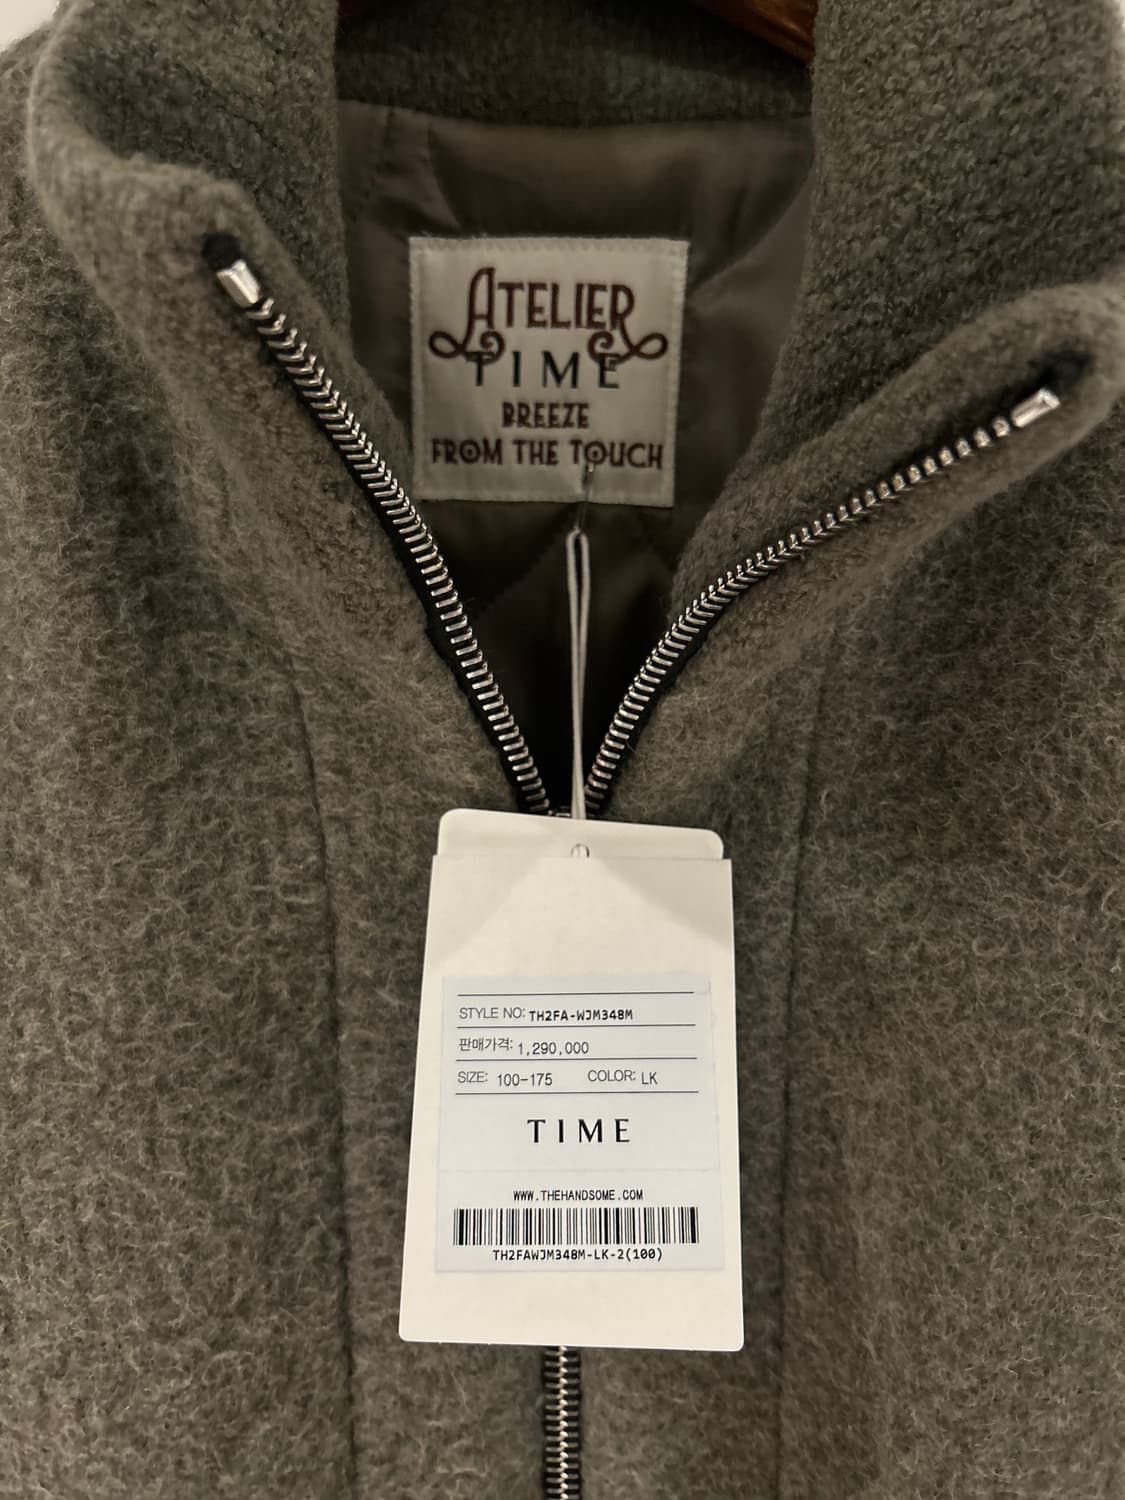 ATELIER
TIME
BREEZE
FROM THE TOUCH
STYLE NO: TH2FA-WJM348M
판매가격: 1,290,000
SIZE: 100-175 COLOR: LK
TIME
WWW.THEHANDSOME.COM
TH2FAWJM348M-LK-2(100)